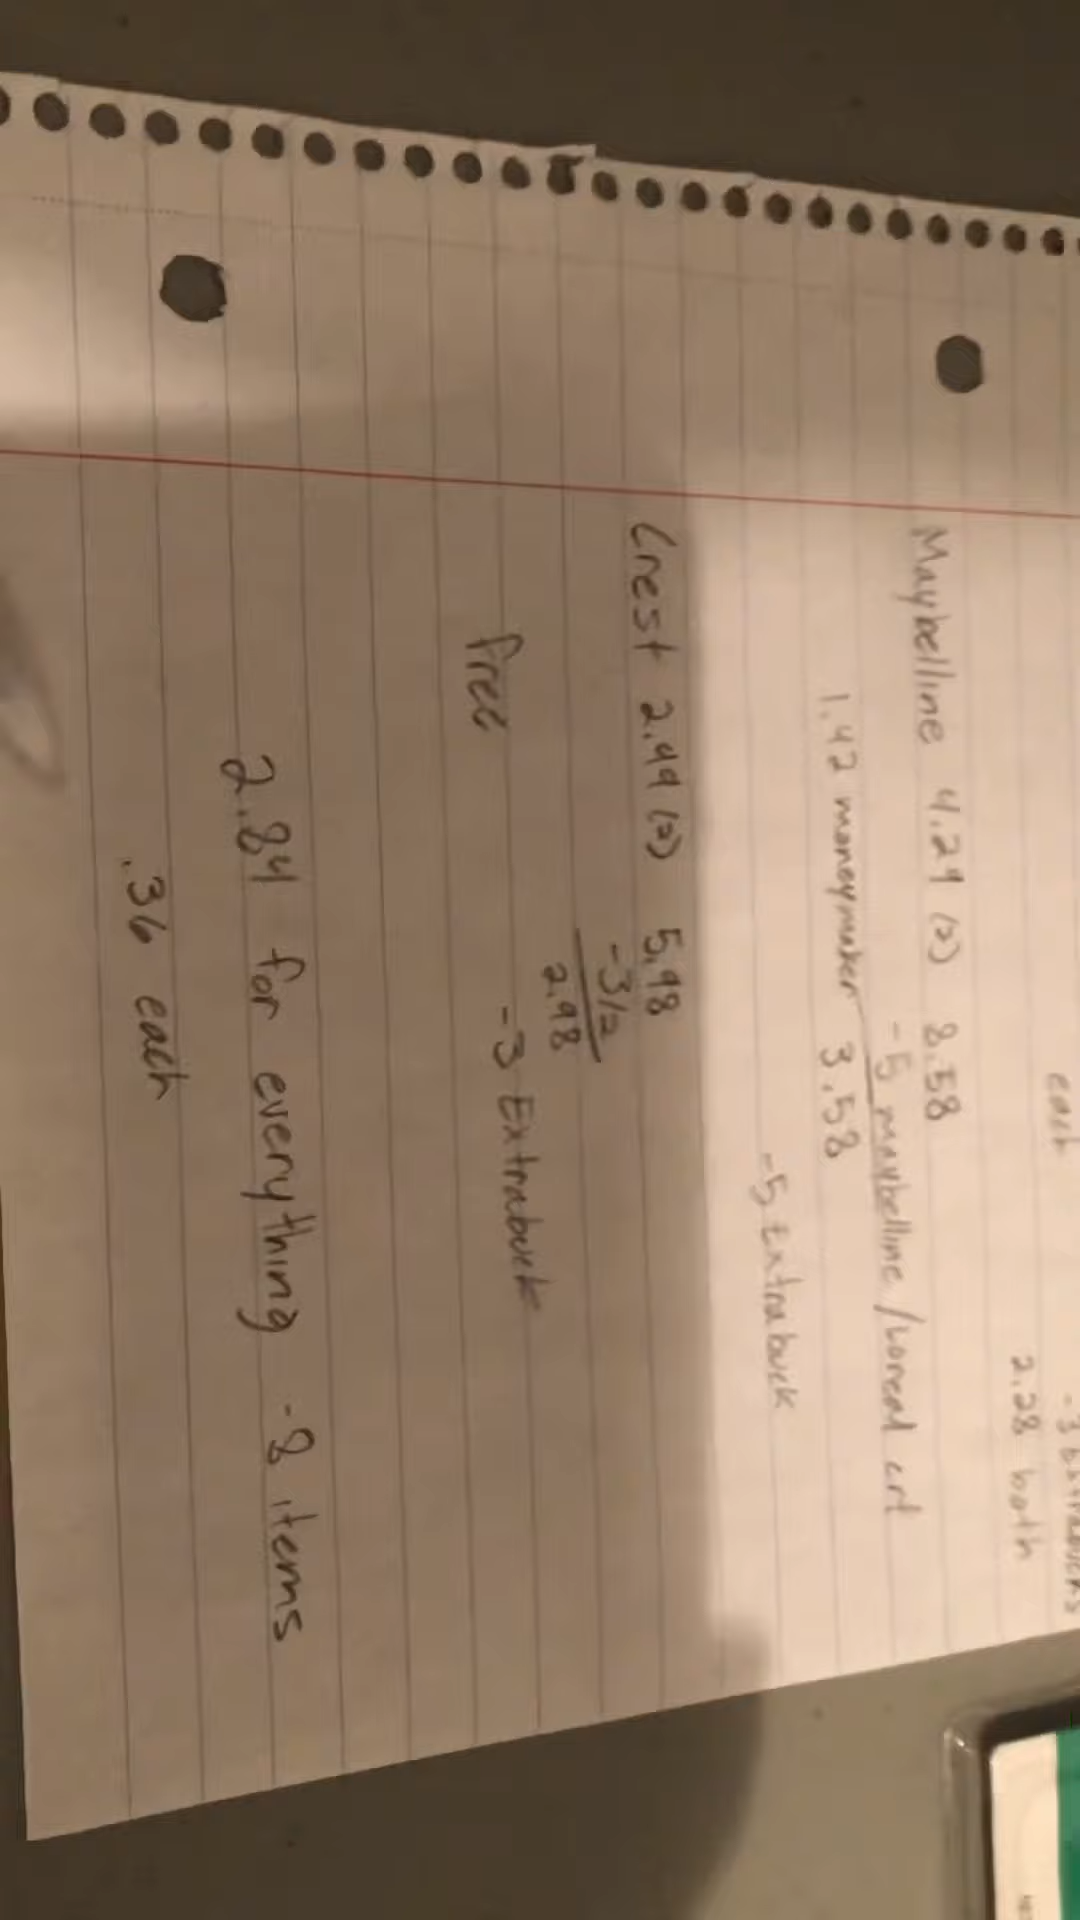 each
- 3 Extrabucks
2.28 both
Maybelline 4.29 (2) 8.58
- 5 maybelline / Loreal crt
1.42 moneymaker 3.58
-5 Extrabuck
Crest 2.99 (2) 5.98
-3/2
2.98
free -3 Extrabuck
2.84 for everything - 8 items
.36 each